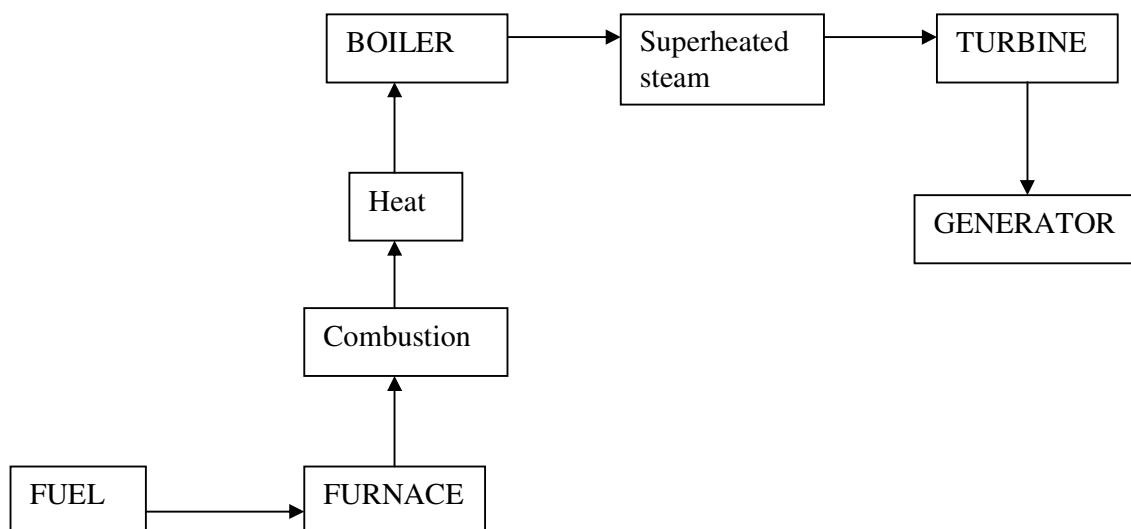 BOILER
Superheated
steam
TURBINE
Heat
GENERATOR
Combustion
FUEL
FURNACE